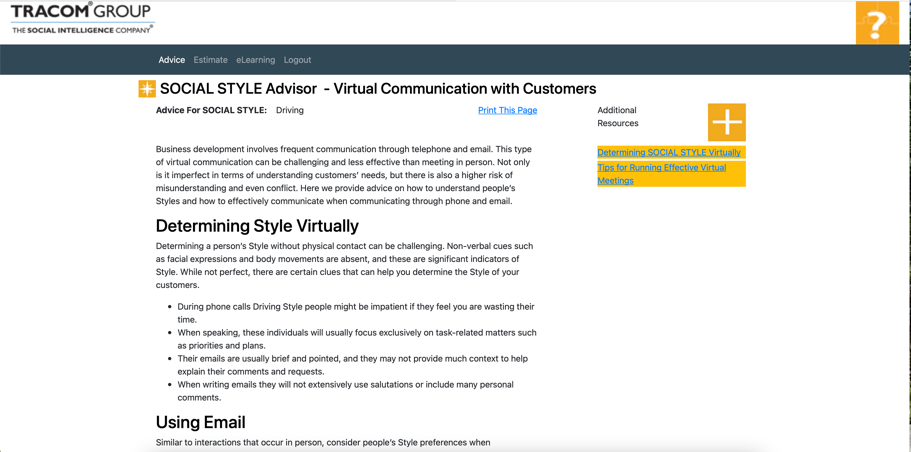 TRACOM® GROUP
THE SOCIAL INTELLIGENCE COMPANY®
?
Advice Estimate eLearning Logout
SOCIAL STYLE Advisor - Virtual Communication with Customers
Advice For SOCIAL STYLE: Driving Print This Page
Additional
Resources
Determining SOCIAL STYLE Virtually
Tips for Running Effective Virtual
Meetings
Business development involves frequent communication through telephone and email. This type
of virtual communication can be challenging and less effective than meeting in person. Not only
is it imperfect in terms of understanding customers’ needs, but there is also a higher risk of
misunderstanding and even conflict. Here we provide advice on how to understand people’s
Styles and how to effectively communicate when communicating through phone and email.
Determining Style Virtually
Determining a person’s Style without physical contact can be challenging. Non-verbal cues such
as facial expressions and body movements are absent, and these are significant indicators of
Style. While not perfect, there are certain clues that can help you determine the Style of your
customers.
• During phone calls Driving Style people might be impatient if they feel you are wasting their
time.
• When speaking, these individuals will usually focus exclusively on task-related matters such
as priorities and plans.
• Their emails are usually brief and pointed, and they may not provide much context to help
explain their comments and requests.
• When writing emails they will not extensively use salutations or include many personal
comments.
Using Email
Similar to interactions that occur in person, consider people’s Style preferences when